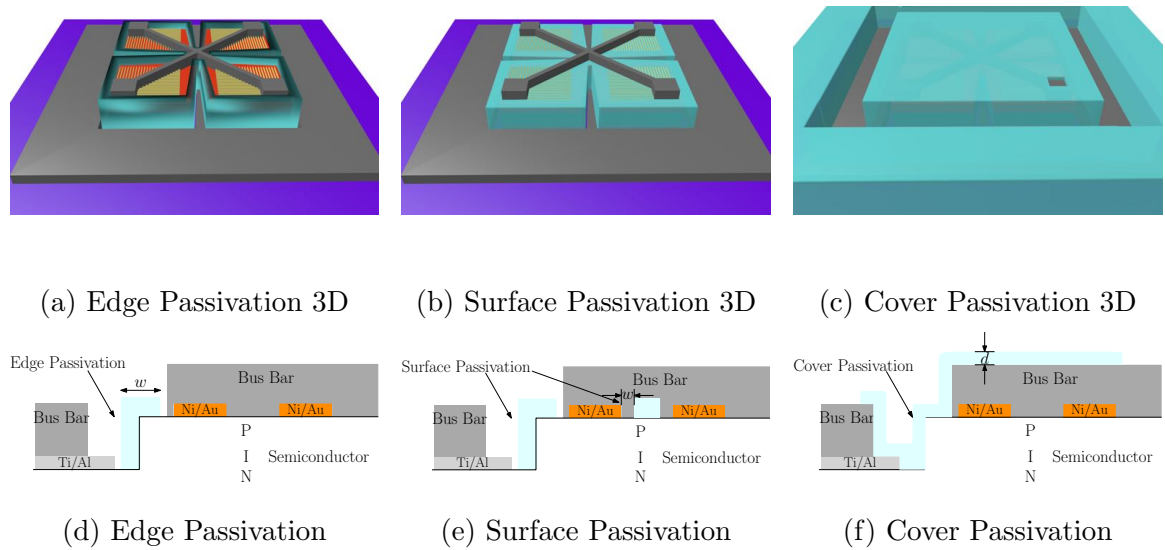 (a) Edge Passivation 3D
(b) Surface Passivation 3D
(c) Cover Passivation 3D
Edge Passivation
w
Bus Bar
Bus Bar
Ni/Au
Ni/Au
Ti/Al
P
I
N
Semiconductor
Surface Passivation
w
Bus Bar
Bus Bar
Ni/Au
Ni/Au
Ti/Al
P
I
N
Semiconductor
Cover Passivation
d
Bus Bar
Bus Bar
Ni/Au
Ni/Au
Ti/Al
P
I
N
Semiconductor
(d) Edge Passivation
(e) Surface Passivation
(f) Cover Passivation